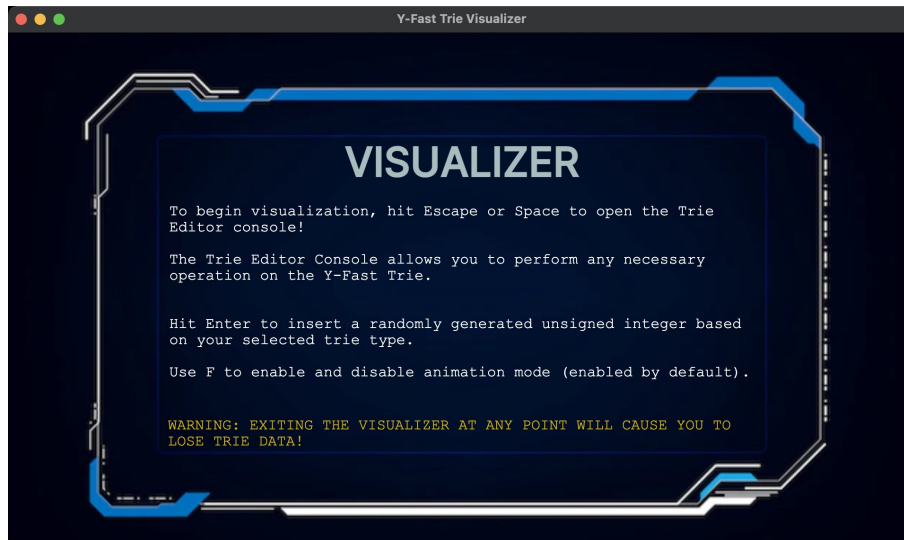 Y-Fast Trie Visualizer
VISUALIZER
To begin visualization, hit Escape or Space to open the Trie
Editor console!
The Trie Editor Console allows you to perform any necessary
operation on the Y-Fast Trie.
Hit Enter to insert a randomly generated unsigned integer based
on your selected trie type.
Use F to enable and disable animation mode (enabled by default).
WARNING: EXITING THE VISUALIZER AT ANY POINT WILL CAUSE YOU TO
LOSE TRIE DATA!